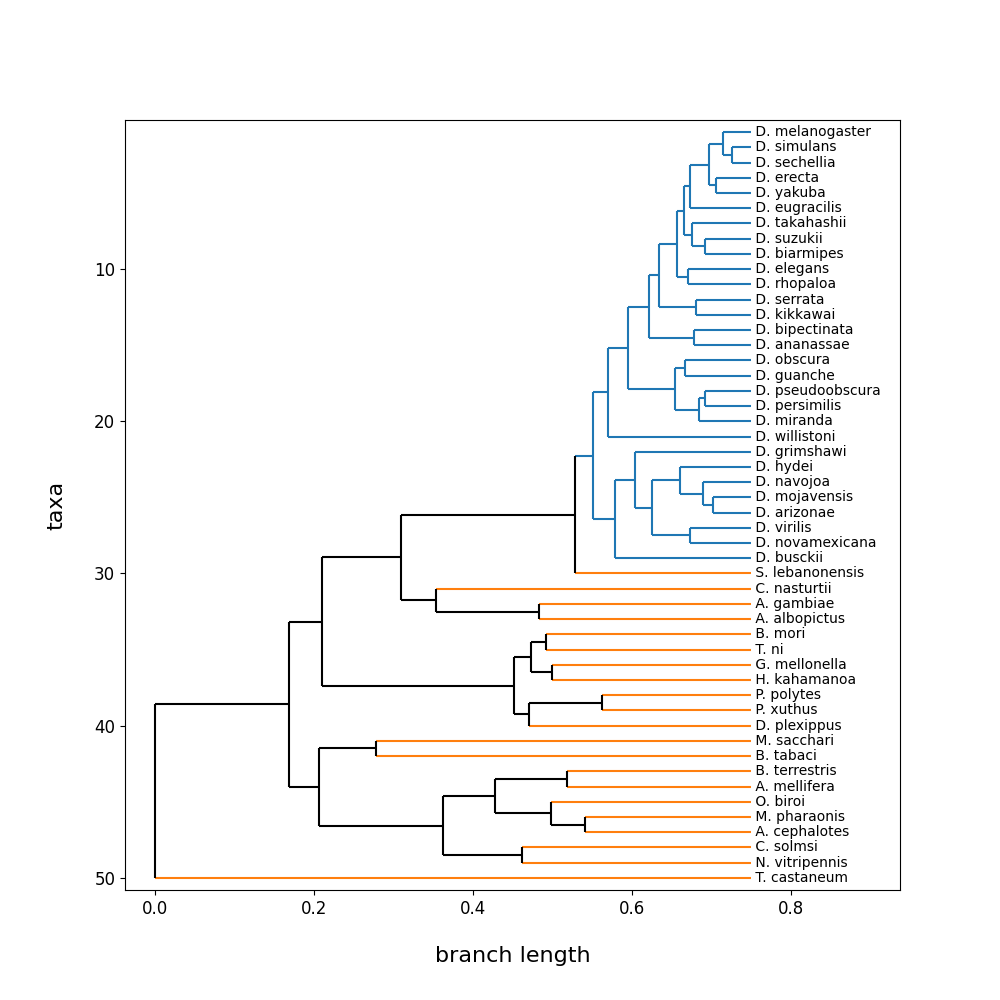 D. melanogaster
D. simulans
D. sechellia
D. erecta
D. yakuba
D. eugracilis
D. takahashii
D. suzukii
D. biarmipes
10
D. elegans
D. rhopaloa
D. serrata
D. kikkawai
D. bipectinata
D. ananassae
D. obscura
D. guanche
D. pseudoobscura
D. persimilis
20
D. miranda
D. willistoni
D. grimshawi
D. hydei
D. navojoa
D. mojavensis
taxa
D. arizonae
D. virilis
D. novamexicana
D. busckii
30
S. lebanonensis
C. nasturtii
A. gambiae
A. albopictus
B. mori
T. ni
G. mellonella
H. kahamanoa
P. polytes
P. xuthus
40
D. plexippus
M. sacchari
B. tabaci
B. terrestris
A. mellifera
O. biroi
M. pharaonis
A. cephalotes
C. solmsi
N. vitripennis
50
T. castaneum
0.0 0.2 0.4 0.6 0.8
branch length